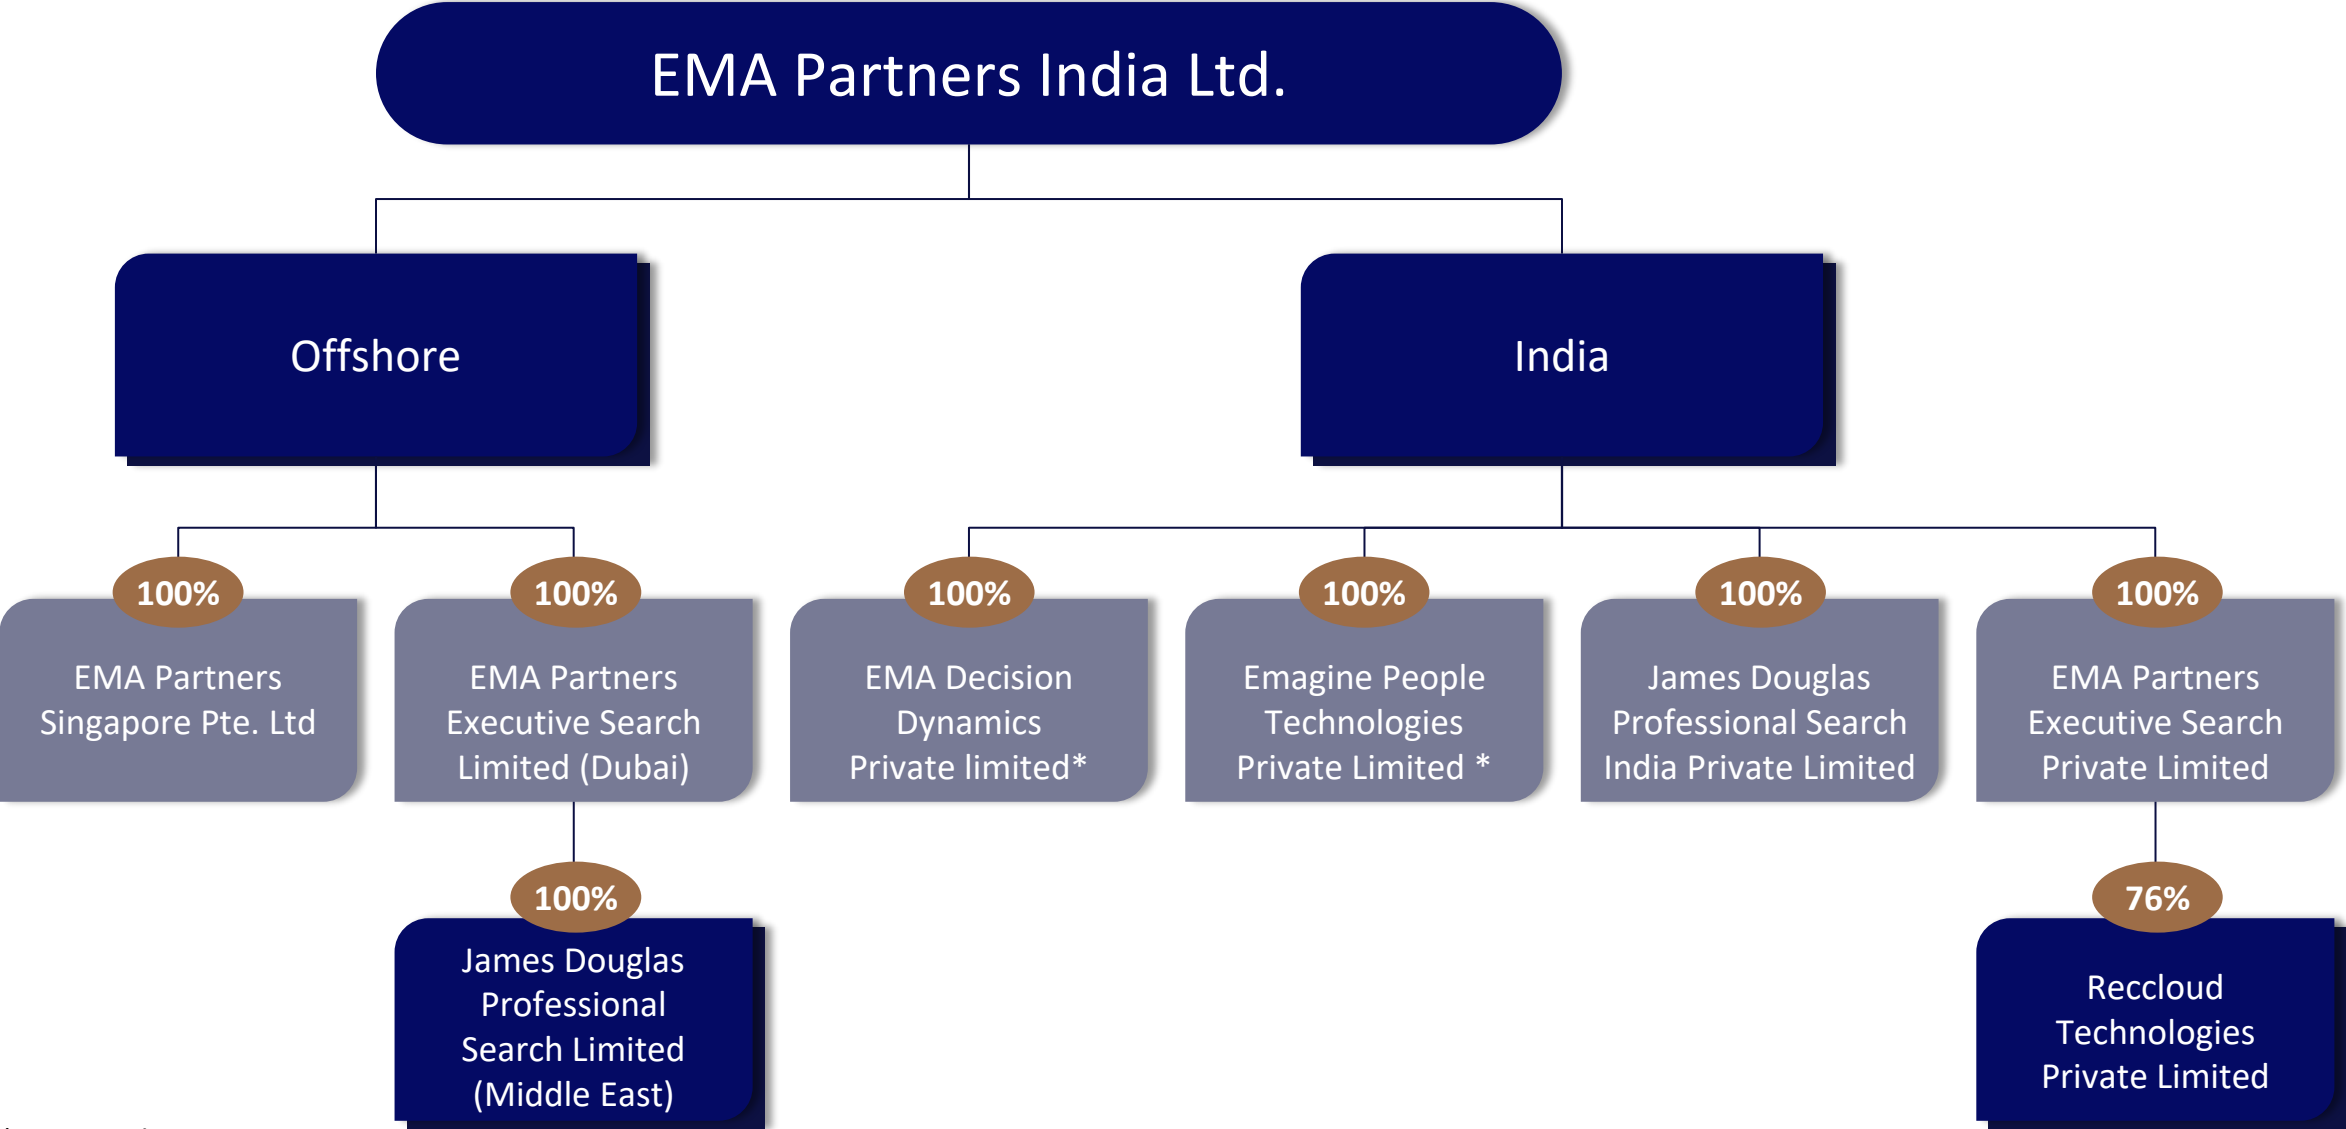 EMA Partners India Ltd.
Offshore
India
100%
100%
100%
100%
100%
100%
EMA Partners
Singapore Pte. Ltd
EMA Partners
Executive Search
Limited (Dubai)
EMA Decision
Dynamics
Private limited*
Emagine People
Technologies
Private Limited *
James Douglas
Professional Search
India Private Limited
EMA Partners
Executive Search
Private Limited
100%
76%
James Douglas
Professional
Search Limited
(Middle East)
Reccloud
Technologies
Private Limited